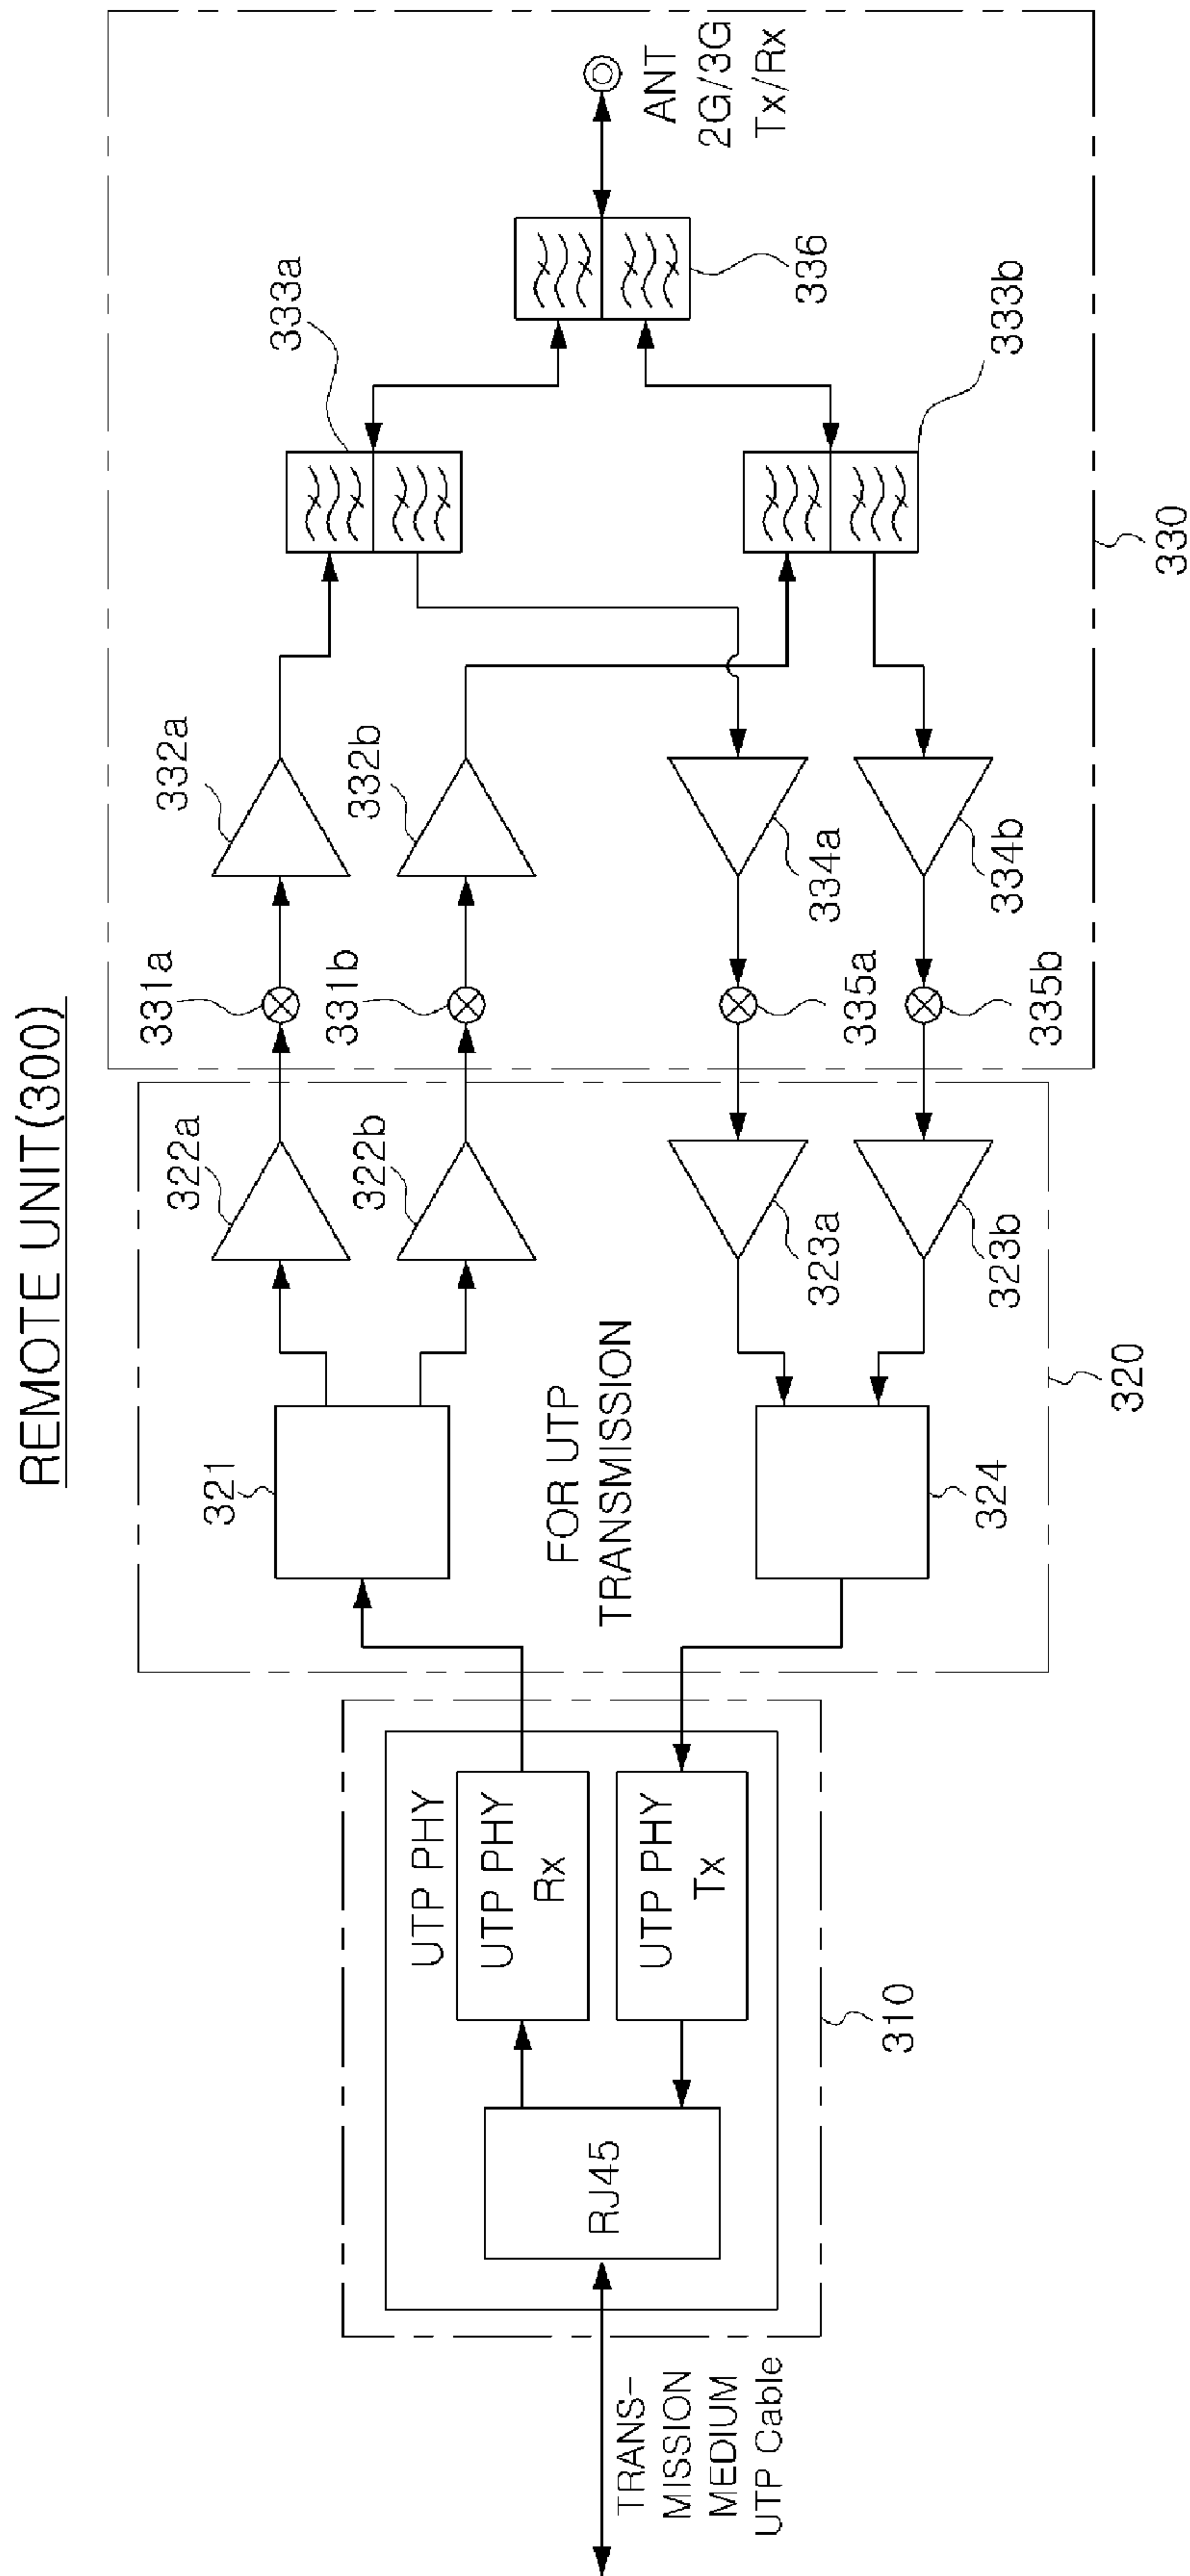 REMOTE UNIT(300)
TRANS-
MISSION
MEDIUM
UTP Cable
RJ45
UTP PHY
UTP PHY
Rx
UTP PHY
Tx
310
321
322a
322b
FOR UTP
TRANSMISSION
323a
323b
324
320
331a
331b
332a
332b
333a
333b
334a
334b
335a
335b
336
ANT
2G/3G
Tx/Rx
330